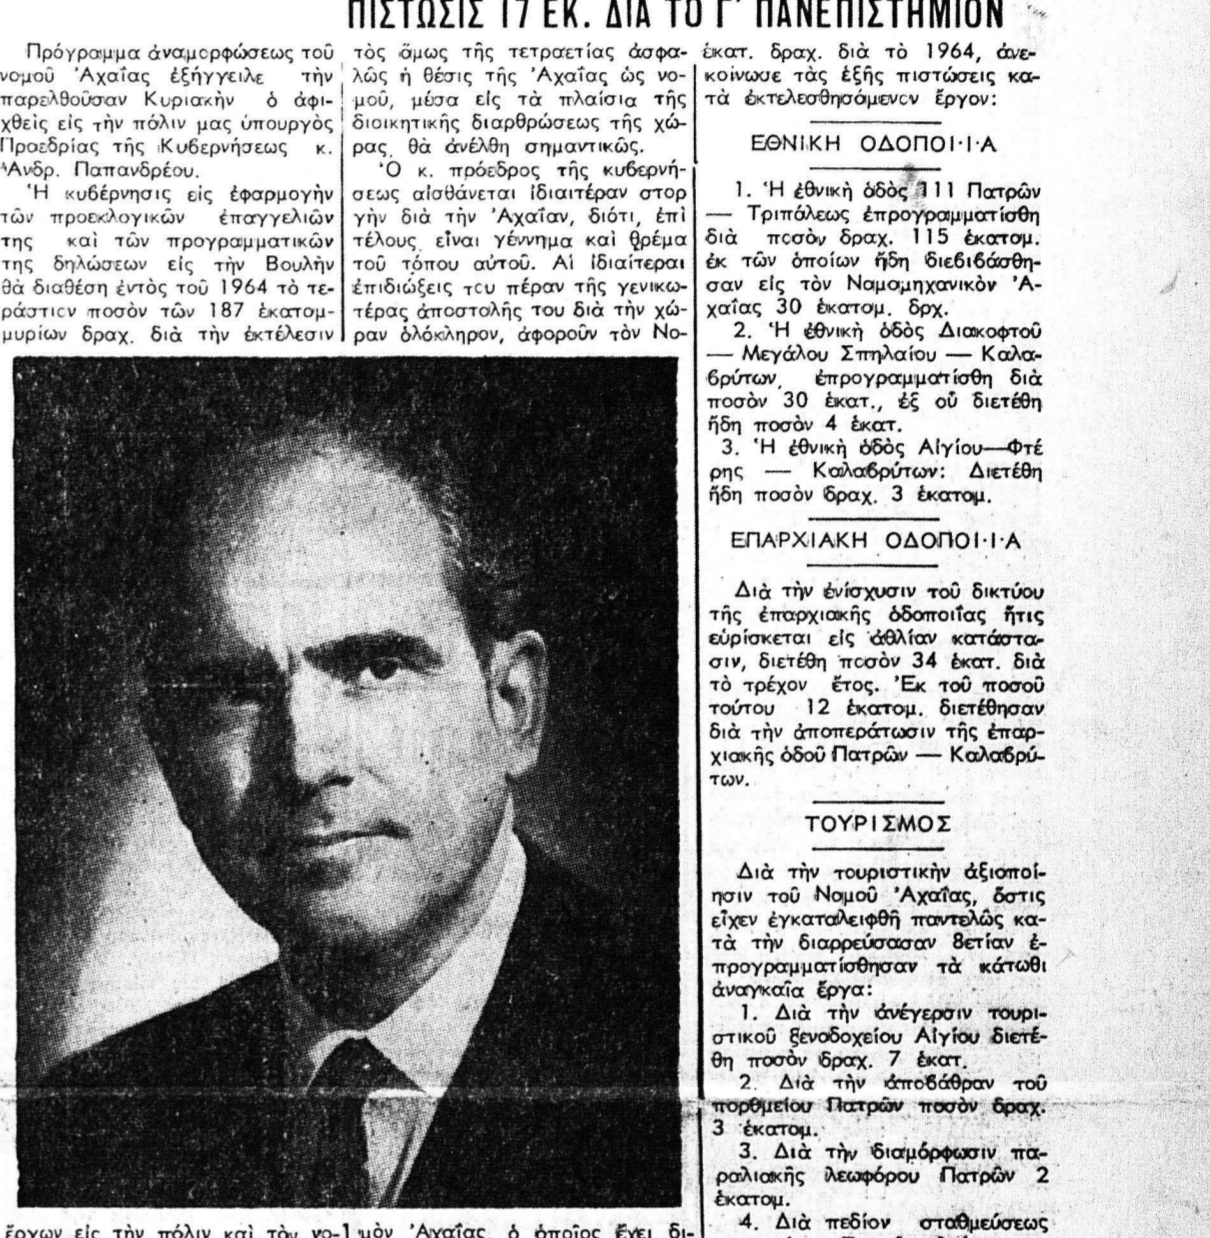 ΠΙΣΤΩΣΙΣ 17 ΕΚ. ΔΙΑ ΤΟ Γ' ΠΑΝΕΠΙΣΤΗΜΙΟΝ
Πρόγραμμα ἀναμορφώσεως τοῦ
νομοῦ Ἀχαΐας ἐξήγγειλε τὴν
παρελθοῦσαν Κυριακὴν ὁ ἀφι-
χθεὶς εἰς τὴν πόλιν μας ὑπουργὸς
Προεδρίας τῆς Κυβερνήσεως κ.
Ἀνδρ. Παπανδρέου.
Ἡ κυβέρνησις εἰς ἐφαρμογὴν
τῶν προεκλογικῶν ἐπαγγελιῶν
της καὶ τῶν προγραμματικῶν
της δηλώσεων εἰς τὴν Βουλὴν
θὰ διαθέση ἐντὸς τοῦ 1964 τὸ τε-
ράστιον ποσὸν τῶν 187 ἑκατομ-
μυρίων δραχ. διὰ τὴν ἐκτέλεσιν
ἔργων εἰς τὴν πόλιν καὶ τὸν νο-
τὸς ὅμως τῆς τετραετίας ἀσφα-
λῶς ἡ θέσις τῆς Ἀχαΐας ὡς νο-
μοῦ, μέσα εἰς τὰ πλαίσια τῆς
διοικητικῆς διαρθρώσεως τῆς χώ-
ρας θὰ ἀνέλθη σημαντικῶς.
Ὁ κ. πρόεδρος τῆς κυβερνή-
σεως αἰσθάνεται ἰδιαιτέραν στορ
γὴν διὰ τὴν Ἀχαΐαν, διότι, ἐπὶ
τέλους εἶναι γέννημα καὶ θρέμα
τοῦ τόπου αὐτοῦ. Αἱ ἰδιαίτεραι
ἐπιδιώξεις του πέραν τῆς γενικω-
τέρας ἀποστολῆς του διὰ τὴν χώ-
ραν ὁλόκληρον, ἀφοροῦν τὸν Νο-
μὸν Ἀχαΐας, ὁ ὁποῖος ἔχει δι-
ἑκατ. δραχ. διὰ τὸ 1964, ἀνε-
κοίνωσε τὰς ἑξῆς πιστώσεις κα-
τὰ ἐκτελεσθησόμενον ἔργον:
ΕΘΝΙΚΗ ΟΔΟΠΟΙ·Ι·Α
1. Ἡ ἐθνικὴ ὁδὸς 111 Πατρῶν
— Τριπόλεως ἐπρογραμματίσθη
διὰ ποσὸν δραχ. 115 ἑκατομ.
ἐκ τῶν ὁποίων ἤδη διεβιβάσθη-
σαν εἰς τὸν Νομομηχανικὸν Ἀ-
χαΐας 30 ἑκατομ. δρχ.
2. Ἡ ἐθνικὴ ὁδὸς Διακοφτοῦ
— Μεγάλου Σπηλαίου — Καλα-
βρύτων, ἐπρογραμματίσθη διὰ
ποσὸν 30 ἑκατ., ἐξ οὗ διετέθη
ἤδη ποσὸν 4 ἑκατ.
3. Ἡ ἐθνικὴ ὁδὸς Αἰγίου—Φτέ
ρης — Καλαβρύτων: Διετέθη
ἤδη ποσὸν δραχ. 3 ἑκατομ.
ΕΠΑΡΧΙΑΚΗ ΟΔΟΠΟΙ·Ι·Α
Διὰ τὴν ἐνίσχυσιν τοῦ δικτύου
τῆς ἐπαρχιακῆς ὁδοποιΐας ἥτις
εὑρίσκεται εἰς ἀθλίαν κατάστα-
σιν, διετέθη ποσὸν 34 ἑκατ. διὰ
τὸ τρέχον ἔτος. Ἐκ τοῦ ποσοῦ
τούτου 12 ἑκατομ. διετέθησαν
διὰ τὴν ἀποπεράτωσιν τῆς ἐπαρ-
χιακῆς ὁδοῦ Πατρῶν — Καλαβρύ-
των.
ΤΟΥΡΙΣΜΟΣ
Διὰ τὴν τουριστικὴν ἀξιοποί-
ησιν τοῦ Νομοῦ Ἀχαΐας, ὅστις
εἶχεν ἐγκαταλειφθῆ παντελῶς κα-
τὰ τὴν διαρρεύσασαν 8ετίαν ἐ-
προγραμματίσθησαν τὰ κάτωθι
ἀναγκαῖα ἔργα:
1. Διὰ τὴν ἀνέγερσιν τουρι-
στικοῦ ξενοδοχείου Αἰγίου διετέ-
θη ποσὸν δραχ. 7 ἑκατ.
2. Διὰ τὴν ἀποβάθραν τοῦ
πορθμείου Πατρῶν ποσὸν δραχ.
3 ἑκατομ.
3. Διὰ τὴν διαμόρφωσιν πα-
ραλιακῆς λεωφόρου Πατρῶν 2
ἑκατομ.
4. Διὰ πεδίον σταθμεύσεως